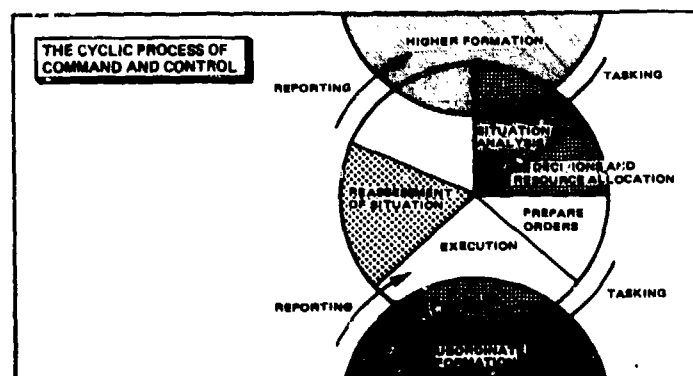 THE CYCLIC PROCESS OF
COMMAND AND CONTROL
HIGHER FORMATION
REPORTING
TASKING
SITUATION
ANALYSIS
DECISIONS AND
RESOURCE ALLOCATION
REASSESSMENT
OF SITUATION
PREPARE
ORDERS
EXECUTION
REPORTING
TASKING
SUBORDINATE
FORMATION